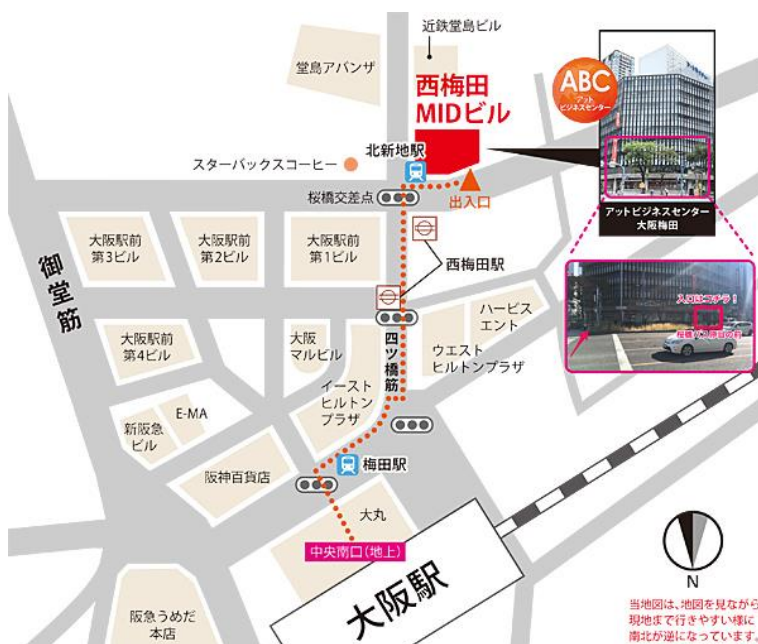 近鉄堂島ビル
堂島アバンザ
西梅田
MIDビル
ABC
アット
ビジネスセンター
北新地駅
スターバックスコーヒー
出入口
桜橋交差点
アットビジネスセンター
大阪梅田
大阪駅前
第3ビル
大阪駅前
第2ビル
大阪駅前
第1ビル
西梅田駅
御堂筋
入口はコチラ！
大阪駅前
第4ビル
大阪
マルビル
四ツ橋筋
ハービス
エント
ウエスト
ヒルトンプラザ
イースト
ヒルトン
プラザ
E-MA
新阪急
ビル
阪神百貨店
梅田駅
大丸
中央南口(地上)
大阪駅
阪急うめだ
本店
N
当地図は、地図を見ながら
現地まで行きやすい様に
南北が逆になっています。